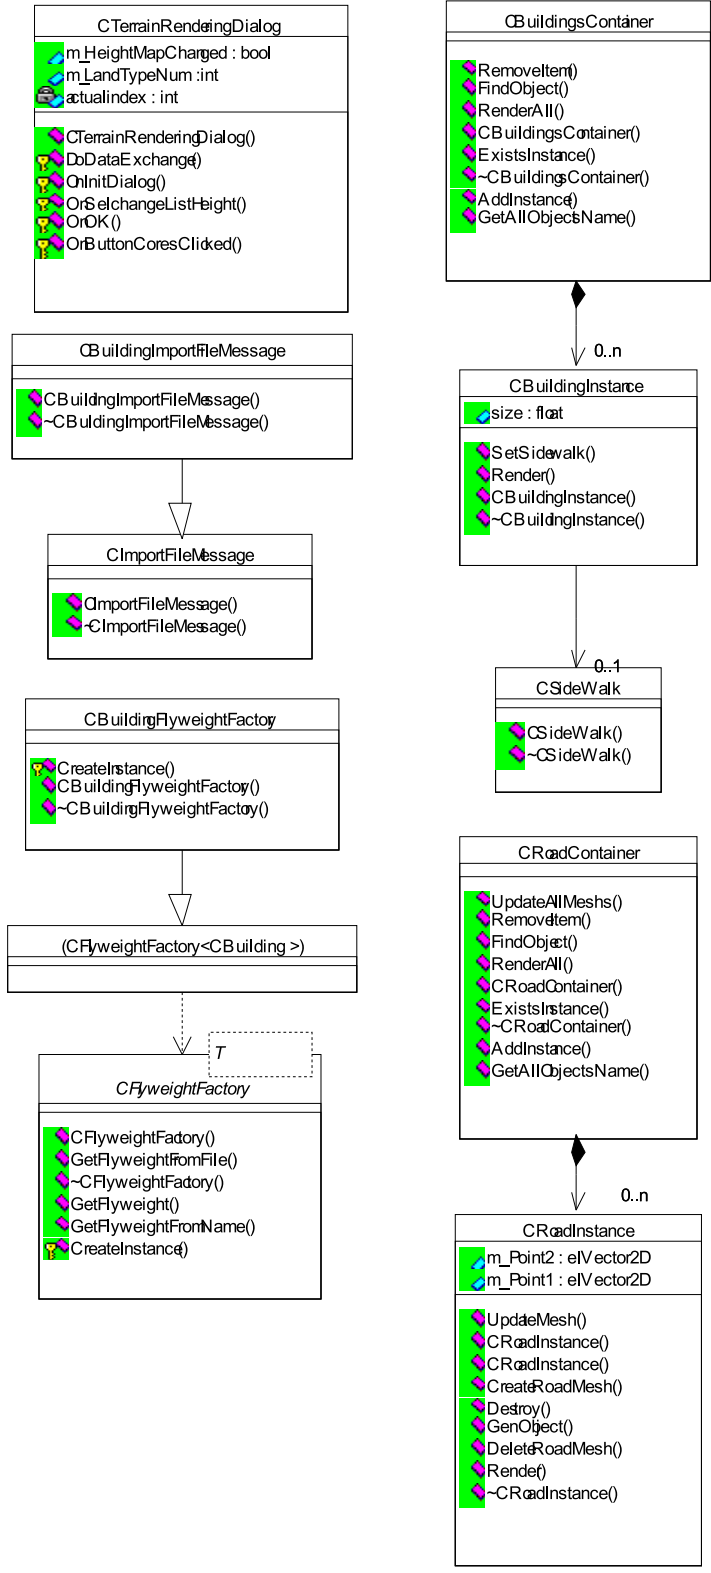 CTerrainRenderingDialog
m_HeightMapChanged : bool
m_LandTypeNum : int
actualindex : int
CTerrainRenderingDialog()
DoDataExchange()
OnInitDialog()
OnSelchangeListHeight()
OnOK()
OnButtonCoresClicked()
CBuildingImportFileMessage
CBuildingImportFileMessage()
~CBuildingImportFileMessage()
CImportFileMessage
CImportFileMessage()
~CImportFileMessage()
CBuildingFlyweightFactory
CreateInstance()
CBuildingFlyweightFactory()
~CBuildingFlyweightFactory()
(CFlyweightFactory<CBuilding >)
T
CFlyweightFactory
CFlyweightFactory()
GetFlyweightFromFile()
~CFlyweightFactory()
GetFlyweight()
GetFlyweightFromName()
CreateInstance()
CBuildingsContainer
RemoveItem()
FindObject()
RenderAll()
CBuildingsContainer()
ExistsInstance()
~CBuildingsContainer()
AddInstance()
GetAllObjectsName()
0..n
CBuildingInstance
size : float
SetSidewalk()
Render()
CBuildingInstance()
~CBuildingInstance()
0..1
CSideWalk
CSideWalk()
~CSideWalk()
CRoadContainer
UpdateAllMeshs()
RemoveItem()
FindObject()
RenderAll()
CRoadContainer()
ExistsInstance()
~CRoadContainer()
AddInstance()
GetAllObjectsName()
0..n
CRoadInstance
m_Point2 : elVector2D
m_Point1 : elVector2D
UpdateMesh()
CRoadInstance()
CRoadInstance()
CreateRoadMesh()
Destroy()
GenObject()
DeleteRoadMesh()
Render()
~CRoadInstance()